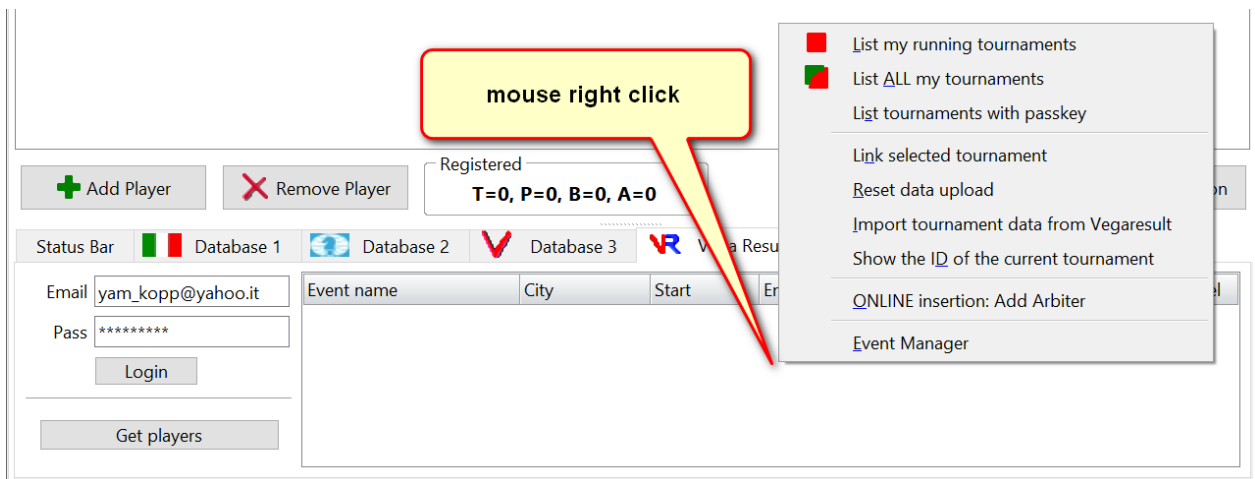 List my running tournaments
List ALL my tournaments
List tournaments with passkey
Link selected tournament
Reset data upload
Import tournament data from Vegaresult
Show the ID of the current tournament
ONLINE insertion: Add Arbiter
Event Manager
mouse right click
Add Player
Remove Player
Registered
T=0, P=0, B=0, A=0
Status Bar
Database 1
Database 2
Database 3
Email
yam_kopp@yahoo.it
Pass
*********
Login
Get players
Event name
City
Start